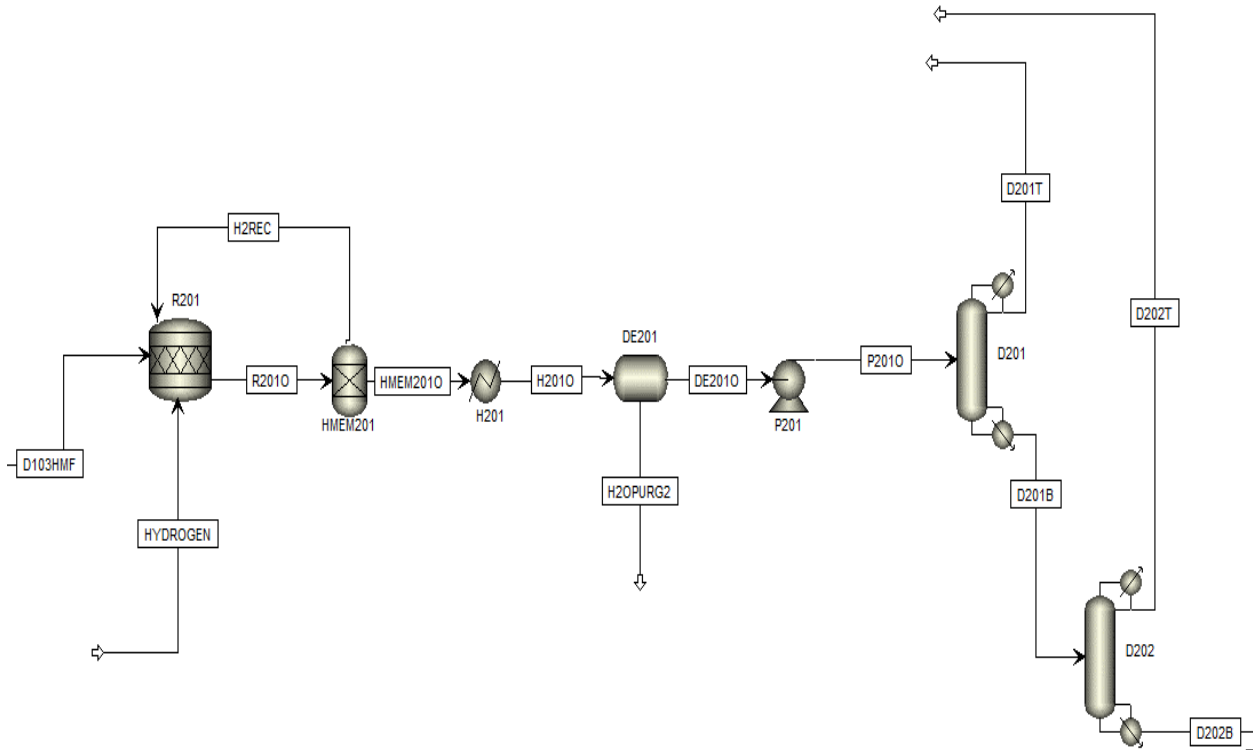 D201T
H2REC
R201
D202T
DE201
D201
P201O
R201O
HMEM201O
H201O
DE201O
H201
HMEM201
P201
D103HMF
H2OPURG2
D201B
HYDROGEN
D202
D202B